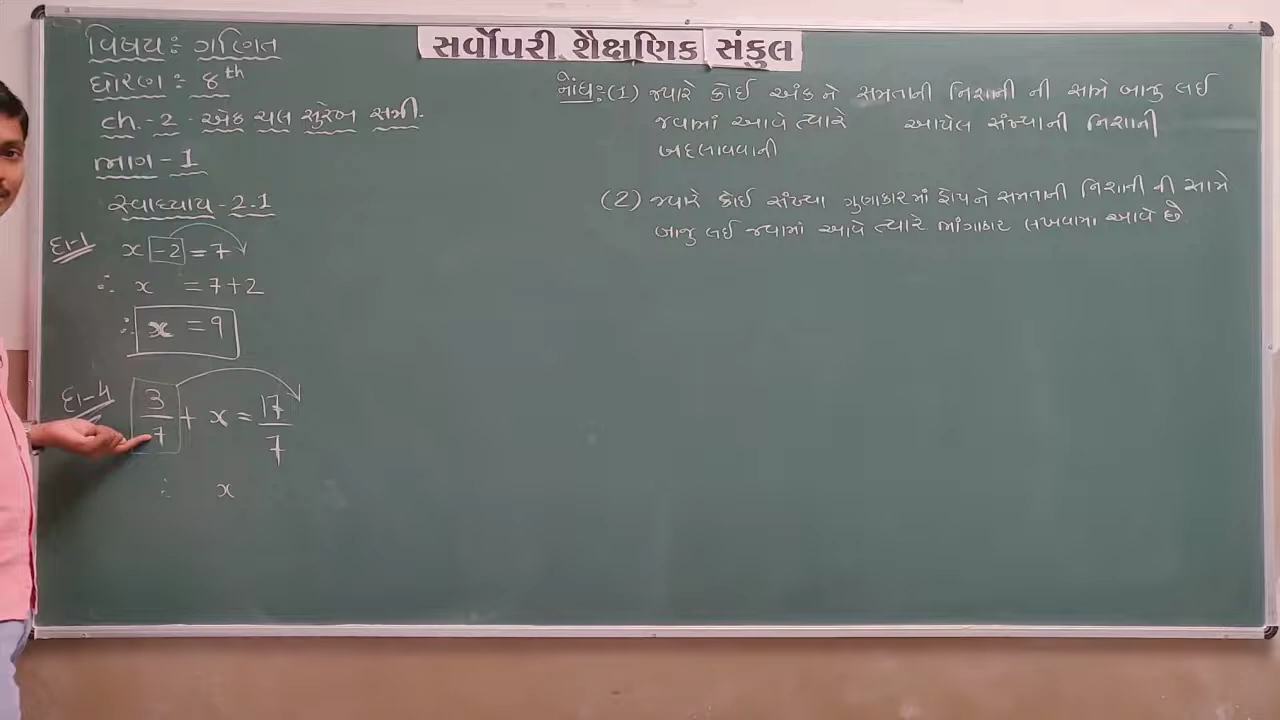 સર્વોપરી શૈક્ષણિક સંકુલ
વિષય : ગણિત
ધોરણ : 8th
ch.-2 - એક ચલ સુરેખ સમી.
ભાગ-1
સ્વાધ્યાય-2.1
દા-1 x -2 = 7
∴ x = 7+2
∴ x = 9
દા-4 3/7 + x = 17/7
∴ x
નોંધ:(1) જ્યારે કોઈ અંક ને સમતાની નિશાની ની સામે બાજુ લઈ
જવામાં આવે ત્યારે આપેલ સંખ્યાની નિશાની
બદલાવવાની
(2) જ્યારે કોઈ સંખ્યા ગુણાકારમાં હોય ને સમતાની નિશાની ની સામે
બાજુ લઈ જવામાં આવે ત્યારે ભાંગાકાર લખવામા આવે છે